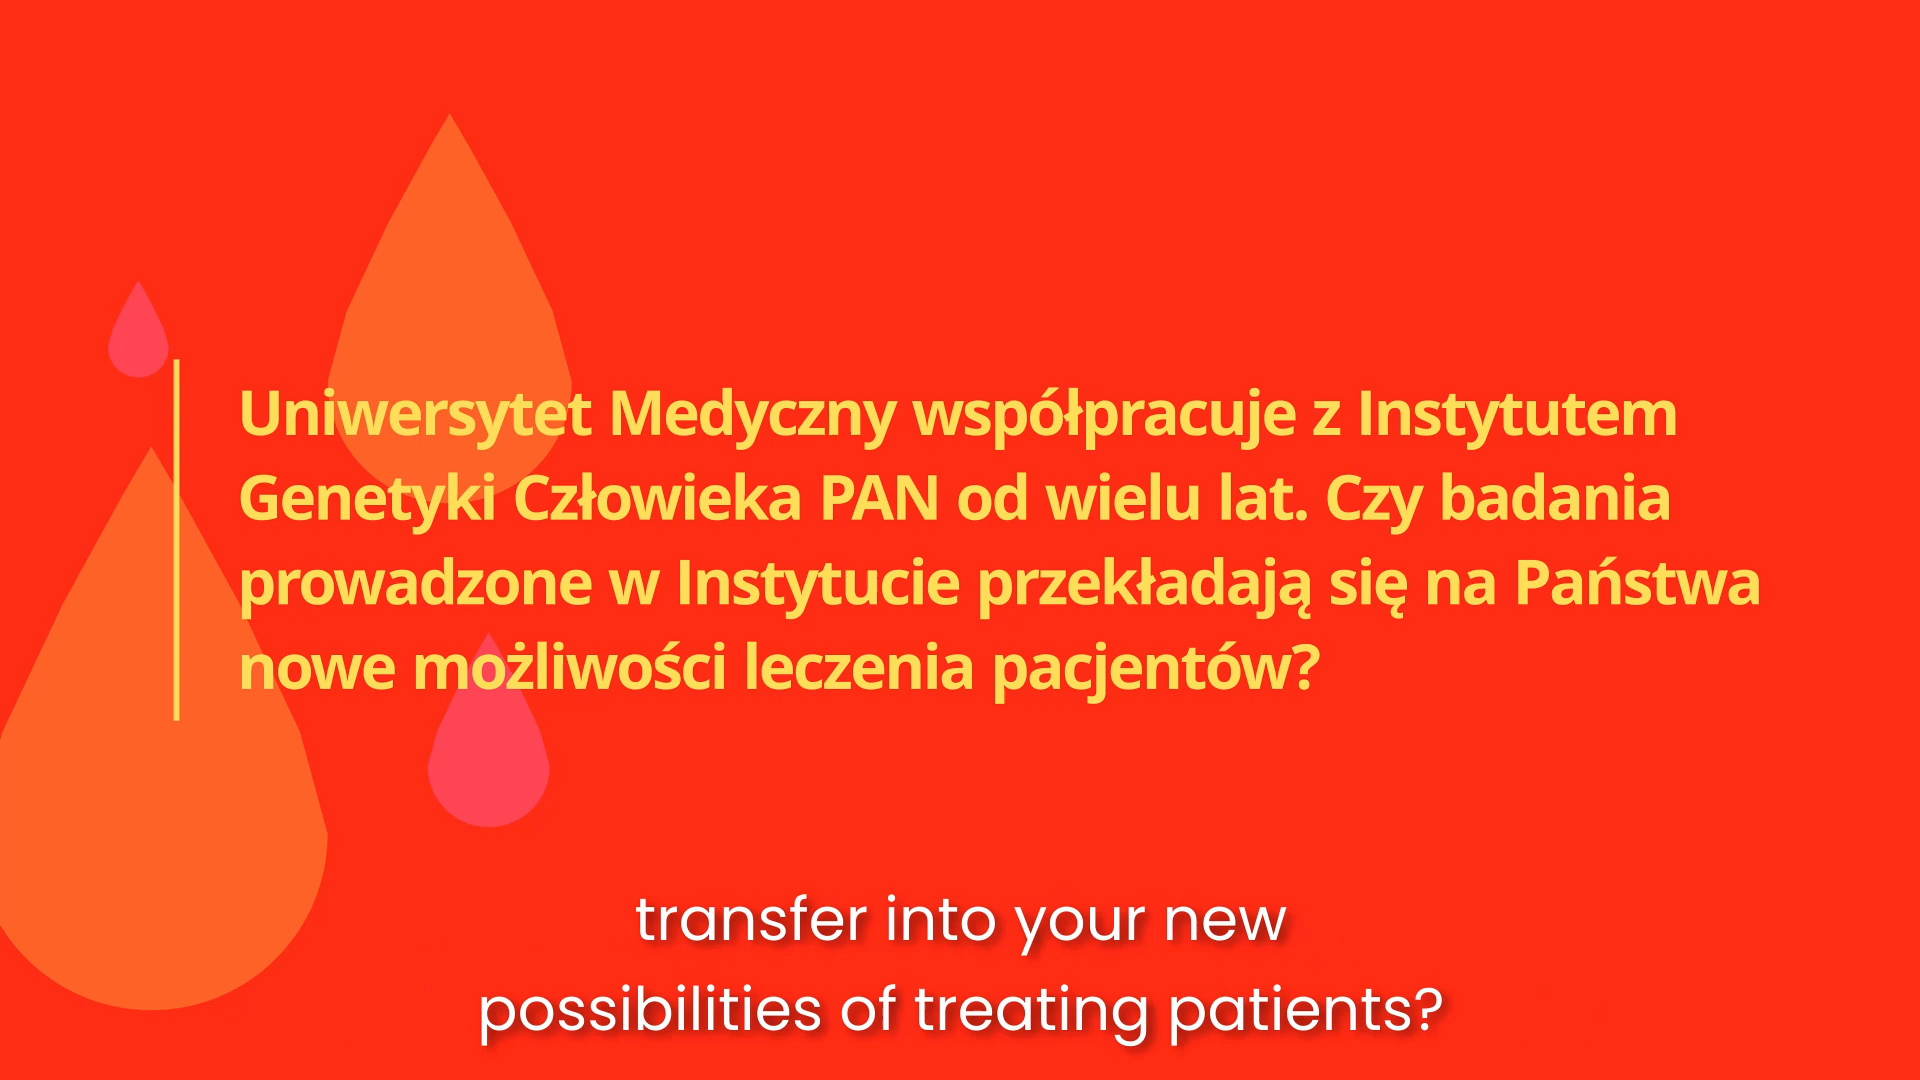 Uniwersytet Medyczny współpracuje z Instytutem
Genetyki Człowieka PAN od wielu lat. Czy badania
prowadzone w Instytucie przekładają się na Państwa
nowe możliwości leczenia pacjentów?
transfer into your new
possibilities of treating patients?